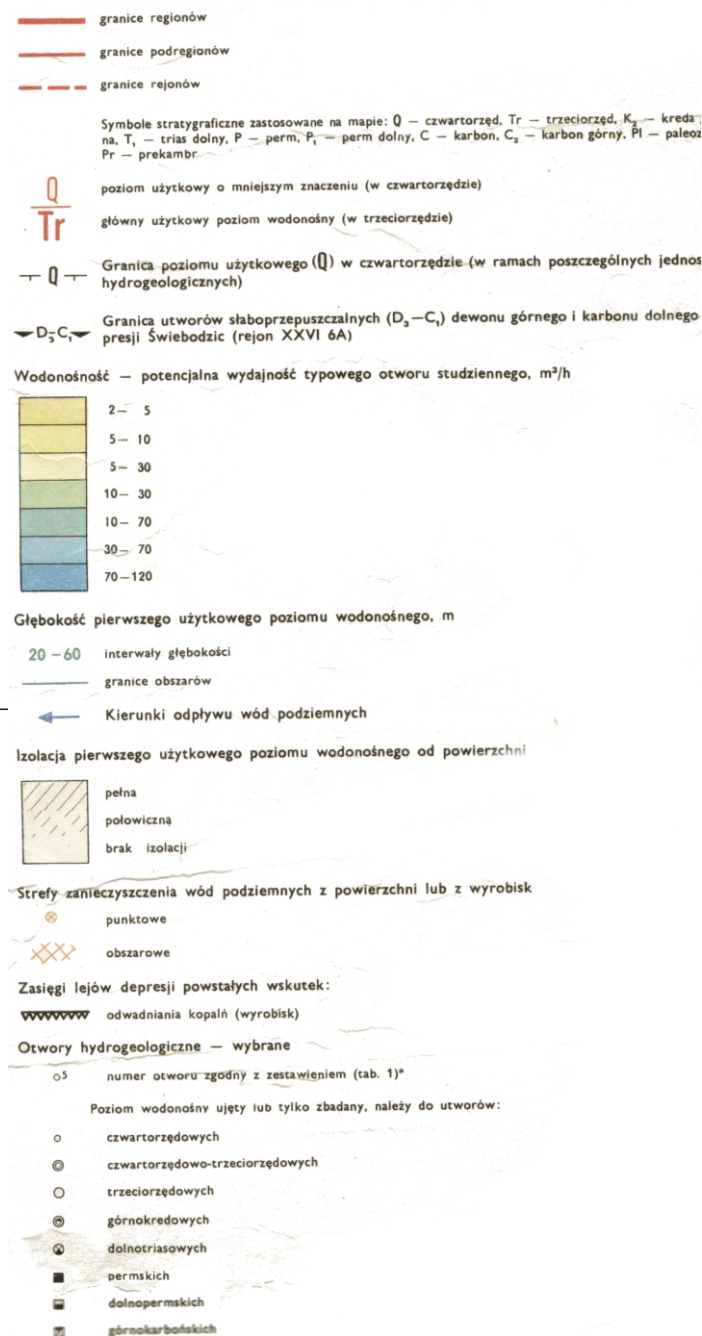 granice regionów
granice podregionów
granice rejonów
Symbole stratygraficzne zastosowane na mapie: Q — czwartorzęd, Tr — trzeciorzęd, K₂ — kreda
na, T₁ — trias dolny, P — perm, P₁ — perm dolny, C — karbon, C₂ — karbon górny, Pl — paleoz
Pr — prekambr
Q poziom użytkowy o mniejszym znaczeniu (w czwartorzędzie)
Tr główny użytkowy poziom wodonośny (w trzeciorzędzie)
Q Granica poziomu użytkowego (Q) w czwartorzędzie (w ramach poszczególnych jednos
hydrogeologicznych)
D₃–C₁ Granica utworów słaboprzepuszczalnych (D₃—C₁) dewonu górnego i karbonu dolnego
presji Świebodzic (rejon XXVI 6A)
Wodonośność — potencjalna wydajność typowego otworu studziennego, m³/h
2— 5
5— 10
5— 30
10— 30
10— 70
30— 70
70—120
Głębokość pierwszego użytkowego poziomu wodonośnego, m
20 – 60 interwały głębokości
granice obszarów
Kierunki odpływu wód podziemnych
Izolacja pierwszego użytkowego poziomu wodonośnego od powierzchni
pełna
połowiczna
brak izolacji
Strefy zanieczyszczenia wód podziemnych z powierzchni lub z wyrobisk
punktowe
obszarowe
Zasięgi lejów depresji powstałych wskutek:
odwadniania kopalń (wyrobisk)
Otwory hydrogeologiczne — wybrane
5 numer otworu zgodny z zestawieniem (tab. 1)*
Poziom wodonośny ujęty lub tylko zbadany, należy do utworów:
czwartorzędowych
czwartorzędowo-trzeciorzędowych
trzeciorzędowych
górnokredowych
dolnotriasowych
permskich
dolnopermskich
górnokarbońskich